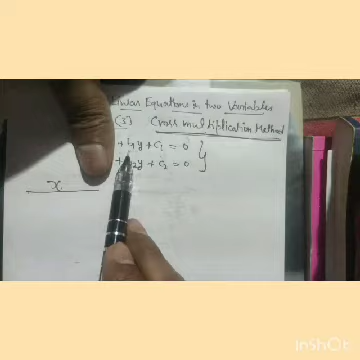 Linear Equations in two Variables
(3) Cross multiplication Method
+ b₁y + c₁ = 0
+ b₂y + c₂ = 0
x
InShOt